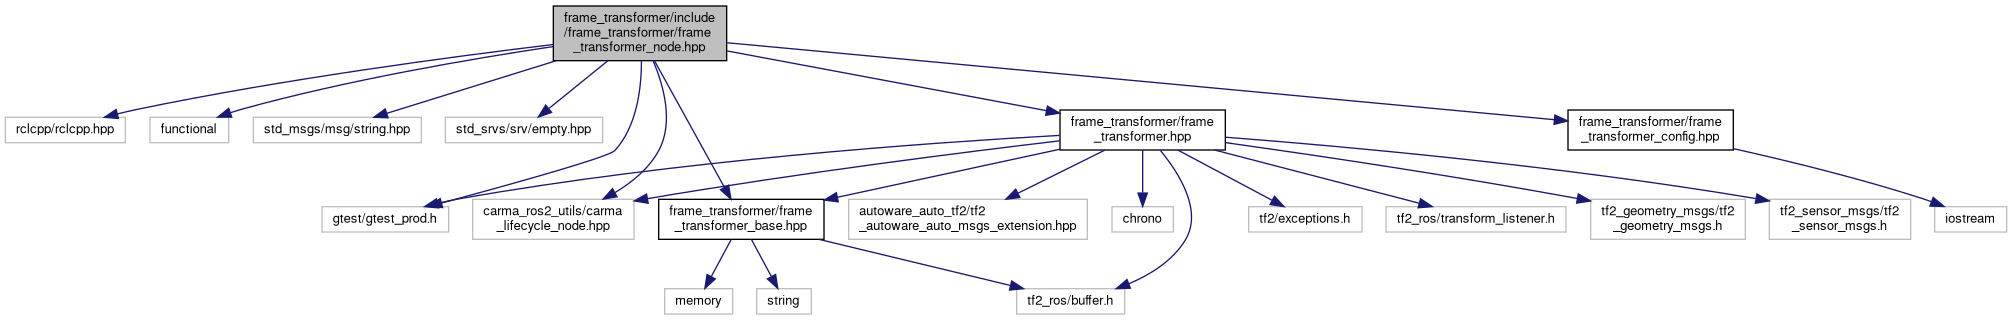 frame_transformer/include
/frame_transformer/frame
_transformer_node.hpp
rclcpp/rclcpp.hpp
functional
std_msgs/msg/string.hpp
std_srvs/srv/empty.hpp
frame_transformer/frame
_transformer.hpp
frame_transformer/frame
_transformer_config.hpp
gtest/gtest_prod.h
carma_ros2_utils/carma
_lifecycle_node.hpp
frame_transformer/frame
_transformer_base.hpp
autoware_auto_tf2/tf2
_autoware_auto_msgs_extension.hpp
chrono
tf2/exceptions.h
tf2_ros/transform_listener.h
tf2_geometry_msgs/tf2
_geometry_msgs.h
tf2_sensor_msgs/tf2
_sensor_msgs.h
iostream
memory
string
tf2_ros/buffer.h